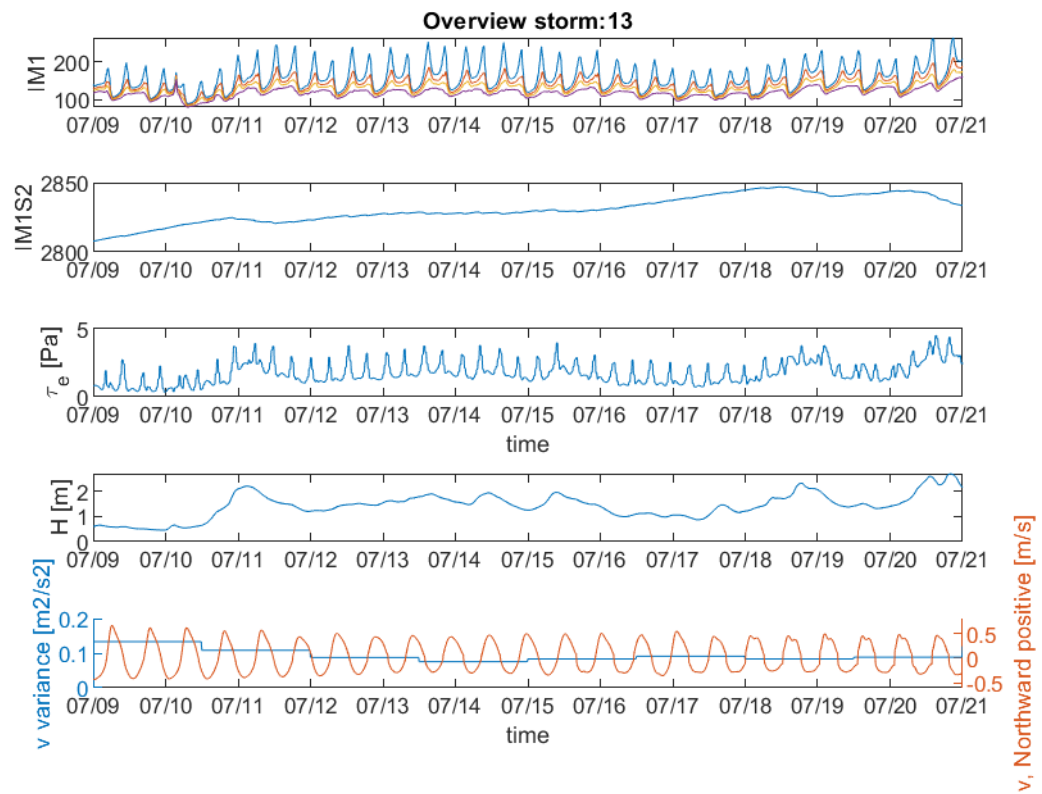 Overview storm:13
IM1
200
100
07/09 07/10 07/11 07/12 07/13 07/14 07/15 07/16 07/17 07/18 07/19 07/20 07/21
IM1S2
2850
2800
07/09 07/10 07/11 07/12 07/13 07/14 07/15 07/16 07/17 07/18 07/19 07/20 07/21
τe [Pa]
5
0
07/09 07/10 07/11 07/12 07/13 07/14 07/15 07/16 07/17 07/18 07/19 07/20 07/21
time
H [m]
2
1
0
07/09 07/10 07/11 07/12 07/13 07/14 07/15 07/16 07/17 07/18 07/19 07/20 07/21
v variance [m2/s2]
0.2
0.1
0
0.5
0
-0.5
v, Northward positive [m/s]
07/09 07/10 07/11 07/12 07/13 07/14 07/15 07/16 07/17 07/18 07/19 07/20 07/21
time